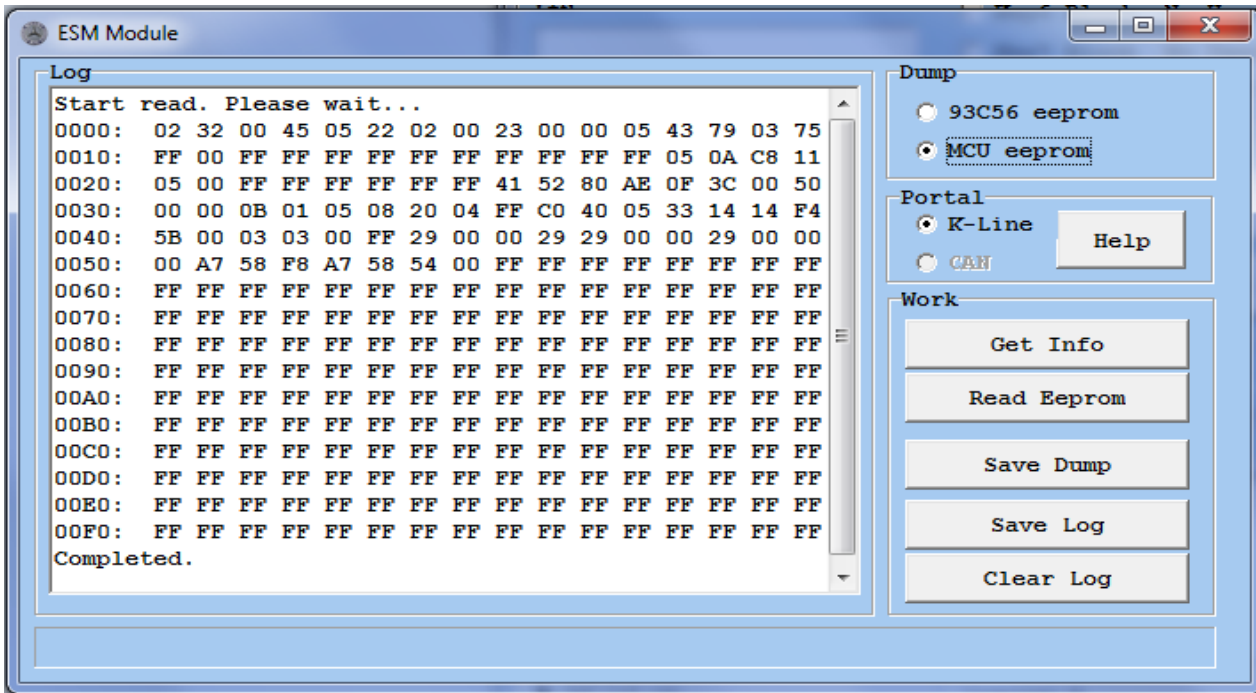 ESM Module
Log
Start read. Please wait...
0000: 02 32 00 45 05 22 02 00 23 00 00 05 43 79 03 75
0010: FF 00 FF FF FF FF FF FF FF FF FF FF 05 0A C8 11
0020: 05 00 FF FF FF FF FF FF 41 52 80 AE 0F 3C 00 50
0030: 00 00 0B 01 05 08 20 04 FF C0 40 05 33 14 14 F4
0040: 5B 00 03 03 00 FF 29 00 00 29 29 00 00 29 00 00
0050: 00 A7 58 F8 A7 58 54 00 FF FF FF FF FF FF FF FF
0060: FF FF FF FF FF FF FF FF FF FF FF FF FF FF FF FF
0070: FF FF FF FF FF FF FF FF FF FF FF FF FF FF FF FF
0080: FF FF FF FF FF FF FF FF FF FF FF FF FF FF FF FF
0090: FF FF FF FF FF FF FF FF FF FF FF FF FF FF FF FF
00A0: FF FF FF FF FF FF FF FF FF FF FF FF FF FF FF FF
00B0: FF FF FF FF FF FF FF FF FF FF FF FF FF FF FF FF
00C0: FF FF FF FF FF FF FF FF FF FF FF FF FF FF FF FF
00D0: FF FF FF FF FF FF FF FF FF FF FF FF FF FF FF FF
00E0: FF FF FF FF FF FF FF FF FF FF FF FF FF FF FF FF
00F0: FF FF FF FF FF FF FF FF FF FF FF FF FF FF FF FF
Completed.
Dump
93C56 eeprom
MCU eeprom
Portal
K-Line
CAN
Help
Work
Get Info
Read Eeprom
Save Dump
Save Log
Clear Log